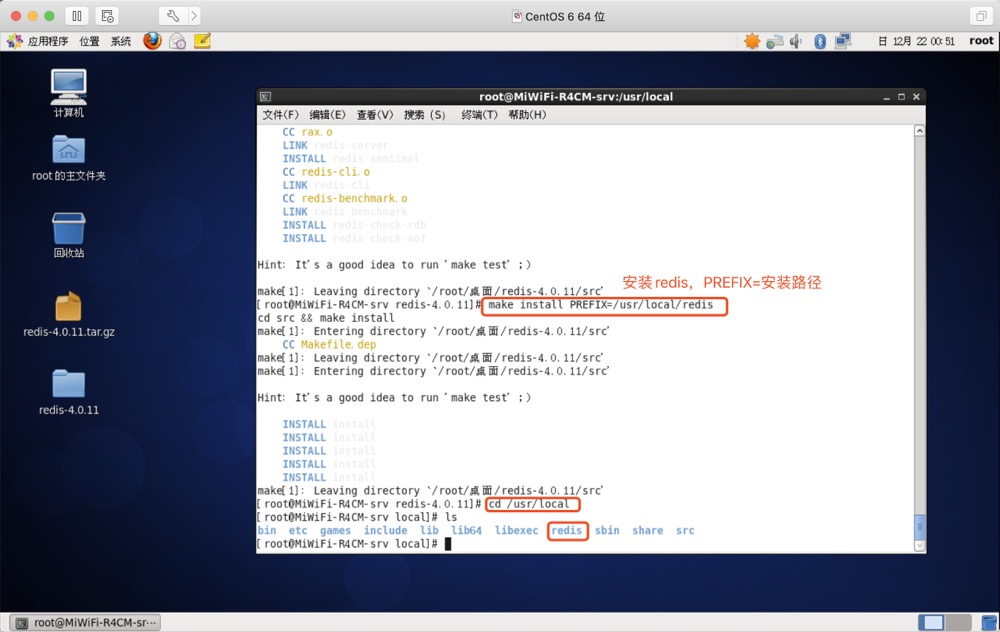 CentOS 6 64 位
应用程序 位置 系统
日 12月 22 00:51 root
计算机
root 的主文件夹
回收站
redis-4.0.11.tar.gz
redis-4.0.11
root@MiWiFi-R4CM-srv:/usr/local
文件(F) 编辑(E) 查看(V) 搜索 (S) 终端(T) 帮助(H)
CC rax.o
LINK redis-server
INSTALL redis-sentinel
CC redis-cli.o
LINK redis-cli
CC redis-benchmark.o
LINK redis-benchmark
INSTALL redis-check-rdb
INSTALL redis-check-aof
Hint: It's a good idea to run 'make test' ;)
安装redis，PREFIX=安装路径
make[1]: Leaving directory `/root/桌面/redis-4.0.11/src'
[root@MiWiFi-R4CM-srv redis-4.0.11]# make install PREFIX=/usr/local/redis
cd src && make install
make[1]: Entering directory `/root/桌面/redis-4.0.11/src'
CC Makefile.dep
make[1]: Leaving directory `/root/桌面/redis-4.0.11/src'
make[1]: Entering directory `/root/桌面/redis-4.0.11/src'
Hint: It's a good idea to run 'make test' ;)
INSTALL install
INSTALL install
INSTALL install
INSTALL install
INSTALL install
make[1]: Leaving directory `/root/桌面/redis-4.0.11/src'
[root@MiWiFi-R4CM-srv redis-4.0.11]# cd /usr/local
[root@MiWiFi-R4CM-srv local]# ls
bin etc games include lib lib64 libexec redis sbin share src
[root@MiWiFi-R4CM-srv local]#
root@MiWiFi-R4CM-sr···